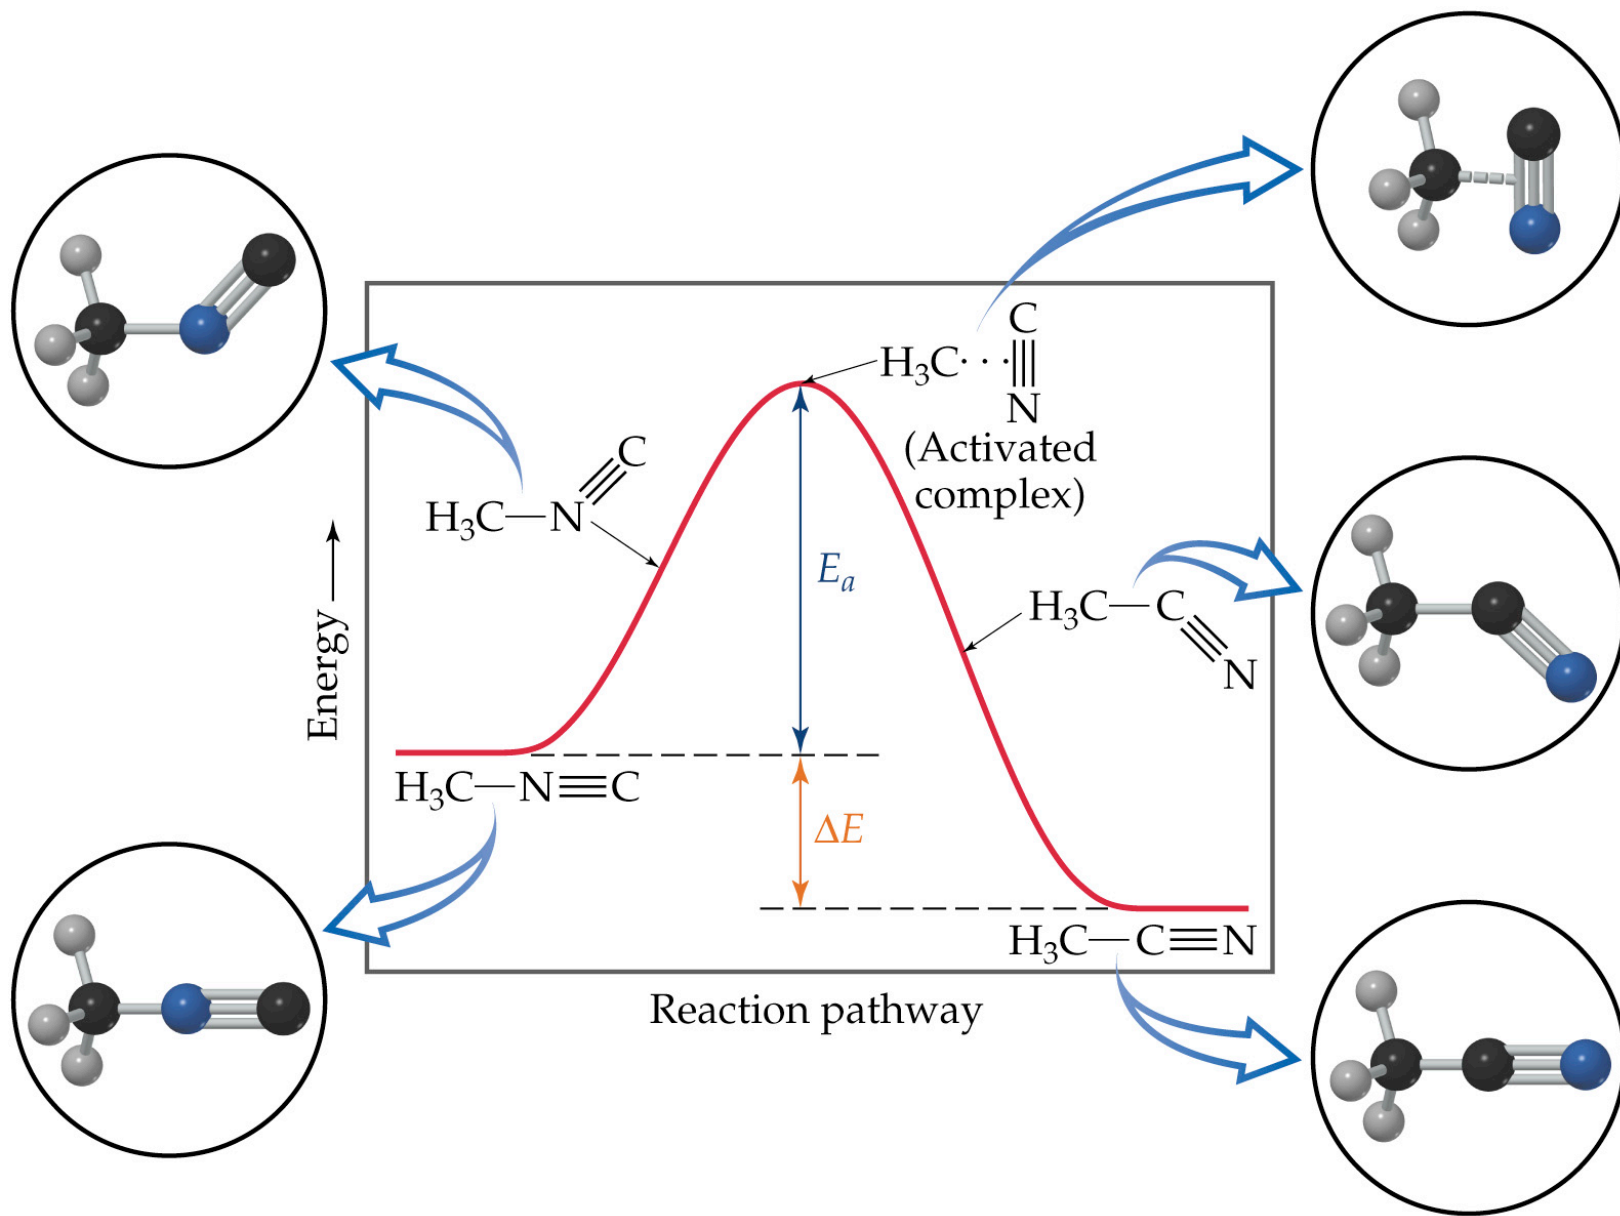 C
H₃C···|||
N
(Activated
complex)
C
H₃C—N≡C
Eₐ
H₃C—C≡N
Energy →
H₃C—N≡C
ΔE
H₃C—C≡N
Reaction pathway